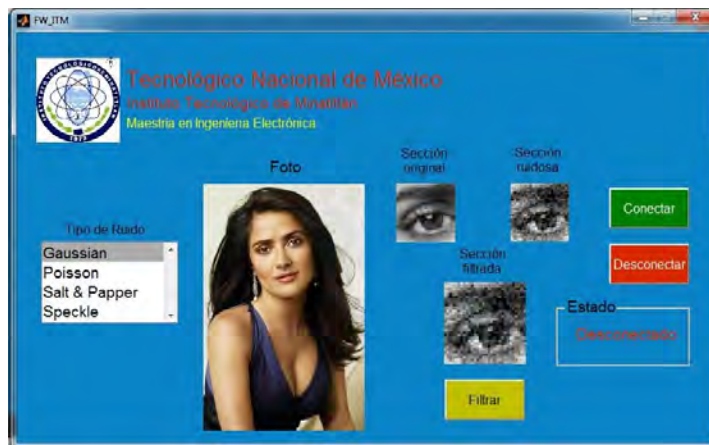 FW_ITM
Tecnológico Nacional de México
Instituto Tecnológico de Minatitlán
Maestría en Ingeniería Electrónica
Foto
Sección
original
Sección
ruidosa
Conectar
Tipo de Ruido
Gaussian
Poisson
Salt & Papper
Speckle
Sección
filtrada
Desconectar
Estado
Desconectado
Filtrar